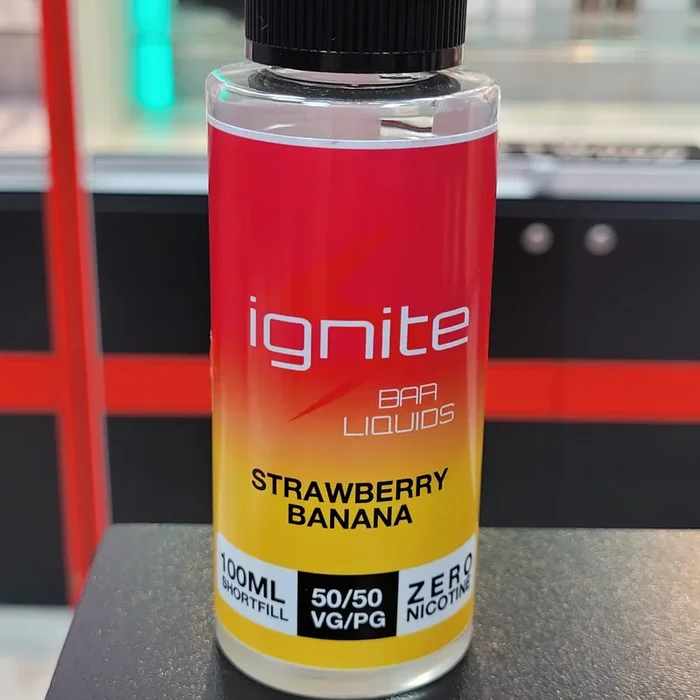 ignite
BAR
LIQUIDS
STRAWBERRY
BANANA
100ML
SHORTFILL
50/50
VG/PG
ZERO
NICOTINE